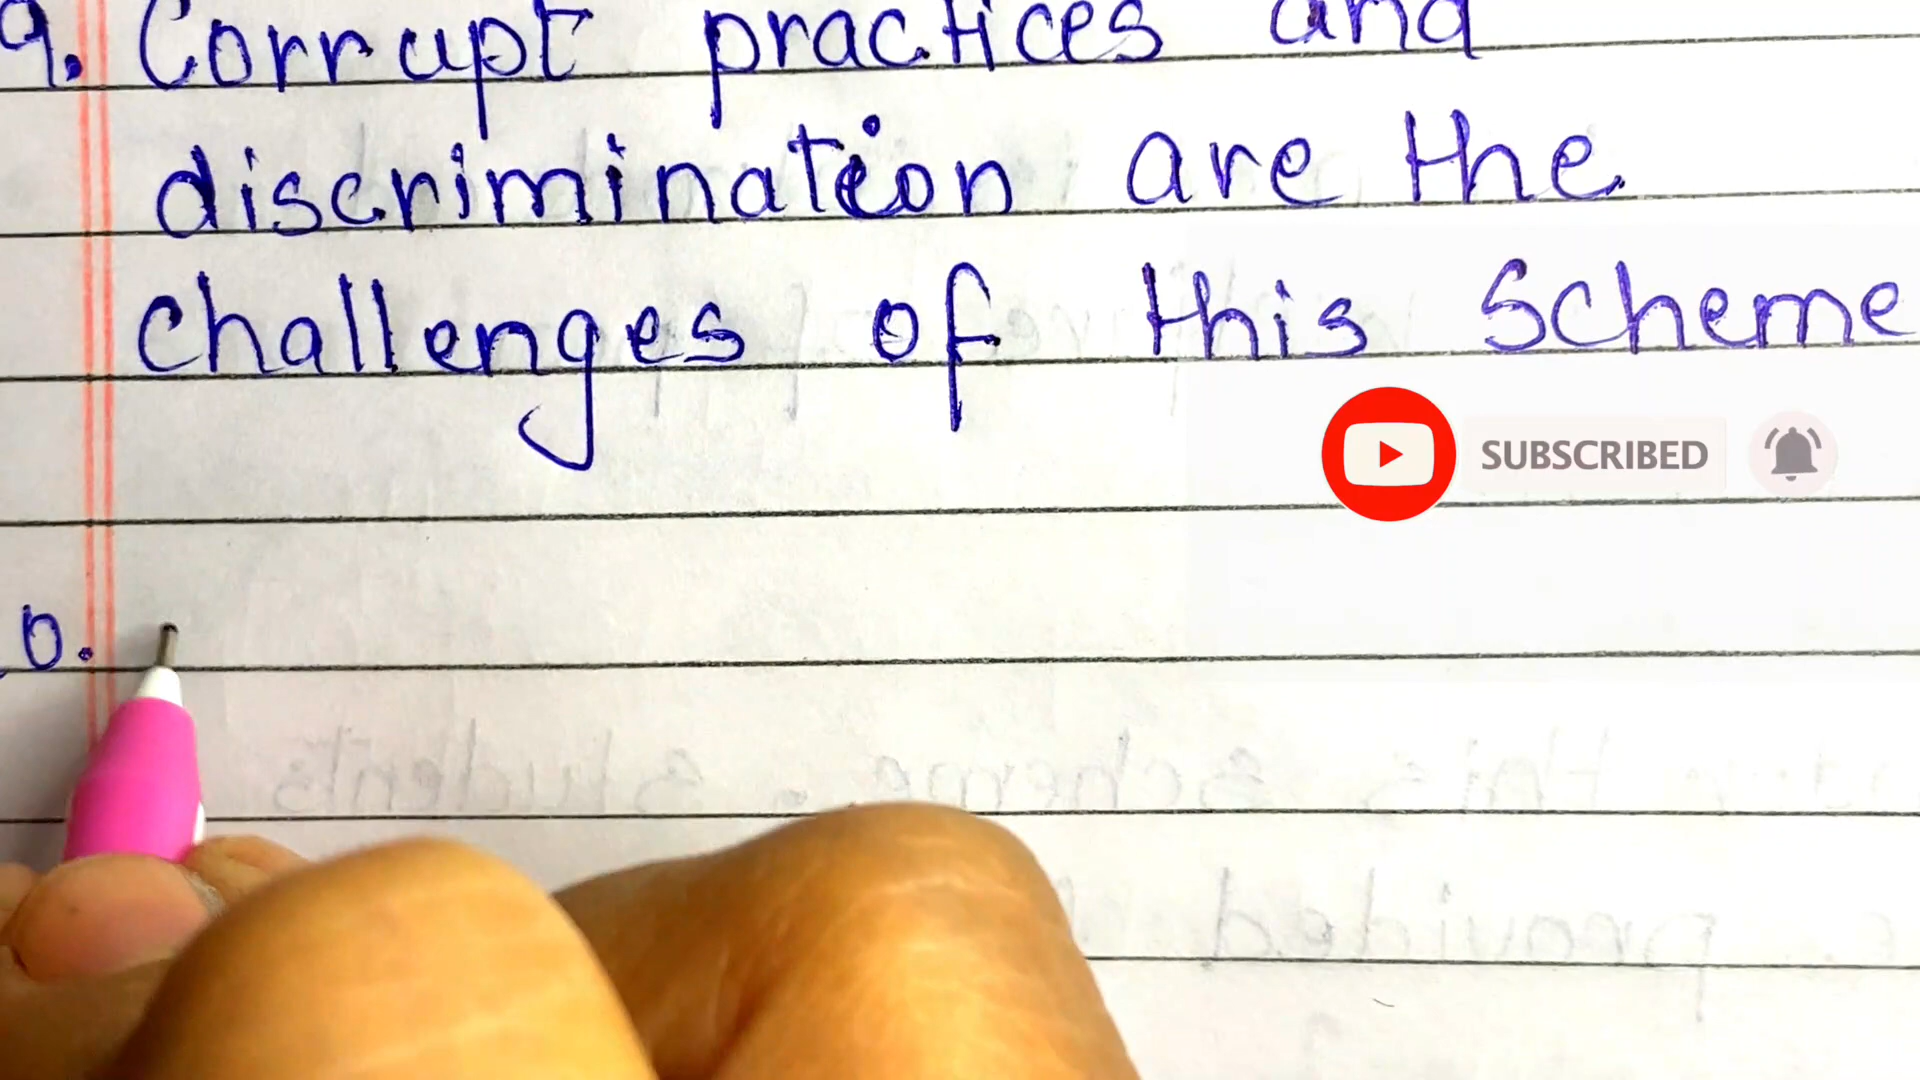 9. Corrupt practices and
discrimination are the
challenges of this Scheme
SUBSCRIBED
0.